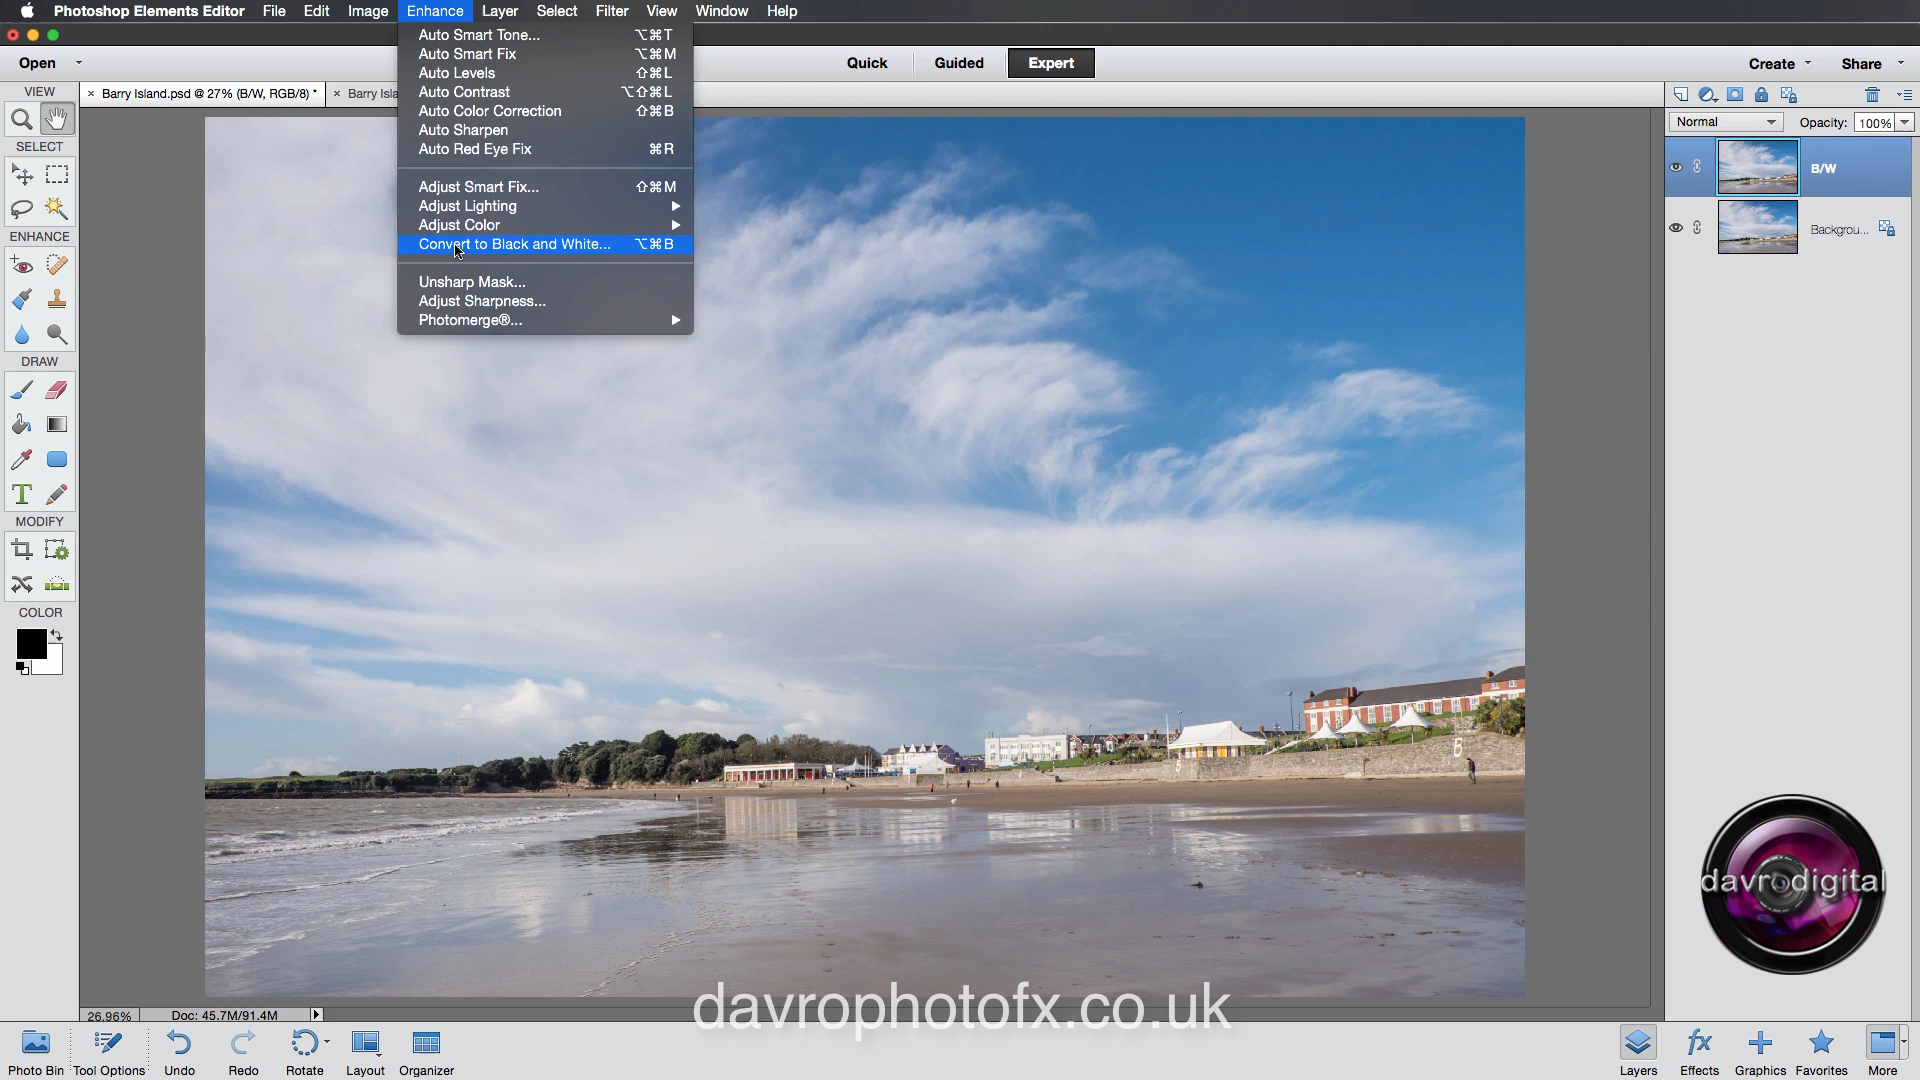 Photoshop Elements Editor File Edit Image Enhance Layer Select Filter View Window Help
Open Quick Guided Expert Create Share
Auto Smart Tone... ⌥⌘T
Auto Smart Fix ⌥⌘M
Auto Levels ⇧⌘L
Auto Contrast ⌥⇧⌘L
Auto Color Correction ⇧⌘B
Auto Sharpen
Auto Red Eye Fix ⌘R
Adjust Smart Fix... ⇧⌘M
Adjust Lighting
Adjust Color
Convert to Black and White... ⌥⌘B
Unsharp Mask...
Adjust Sharpness...
Photomerge®...
VIEW
× Barry Island.psd @ 27% (B/W, RGB/8) * × Barry Isla
SELECT
ENHANCE
DRAW
T
MODIFY
COLOR
Normal Opacity: 100%
B/W
Backgrou...
davrodigital
davrophotofx.co.uk
26.96% Doc: 45.7M/91.4M
Photo Bin Tool Options Undo Redo Rotate Layout Organizer
fx
Layers Effects Graphics Favorites More